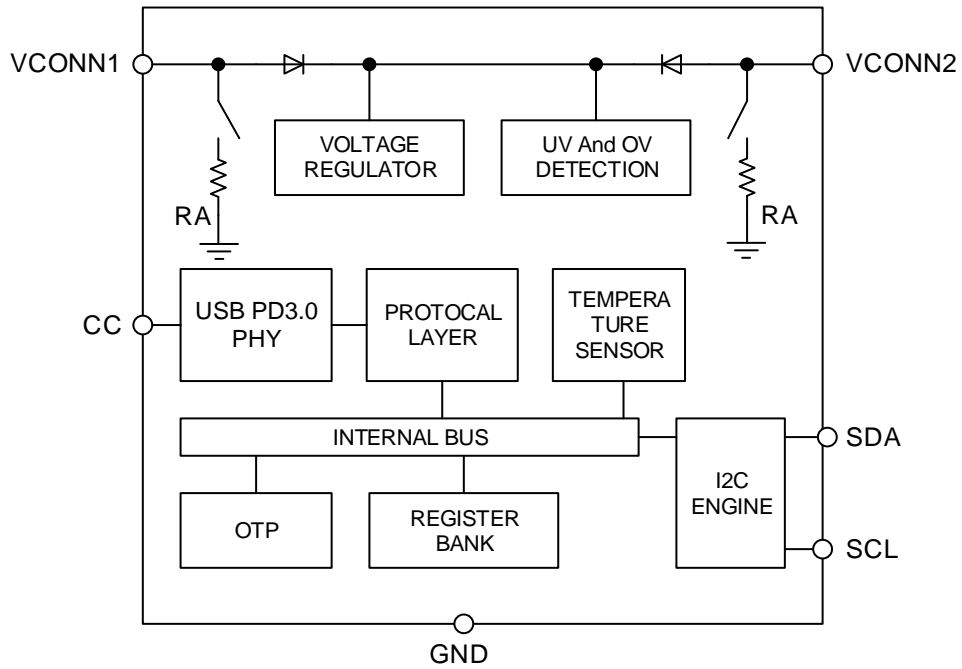 VCONN1
VCONN2
VOLTAGE
REGULATOR
UV And OV
DETECTION
RA
RA
CC
USB PD3.0
PHY
PROTOCAL
LAYER
TEMPERA
TURE
SENSOR
INTERNAL BUS
SDA
I2C
ENGINE
OTP
REGISTER
BANK
SCL
GND